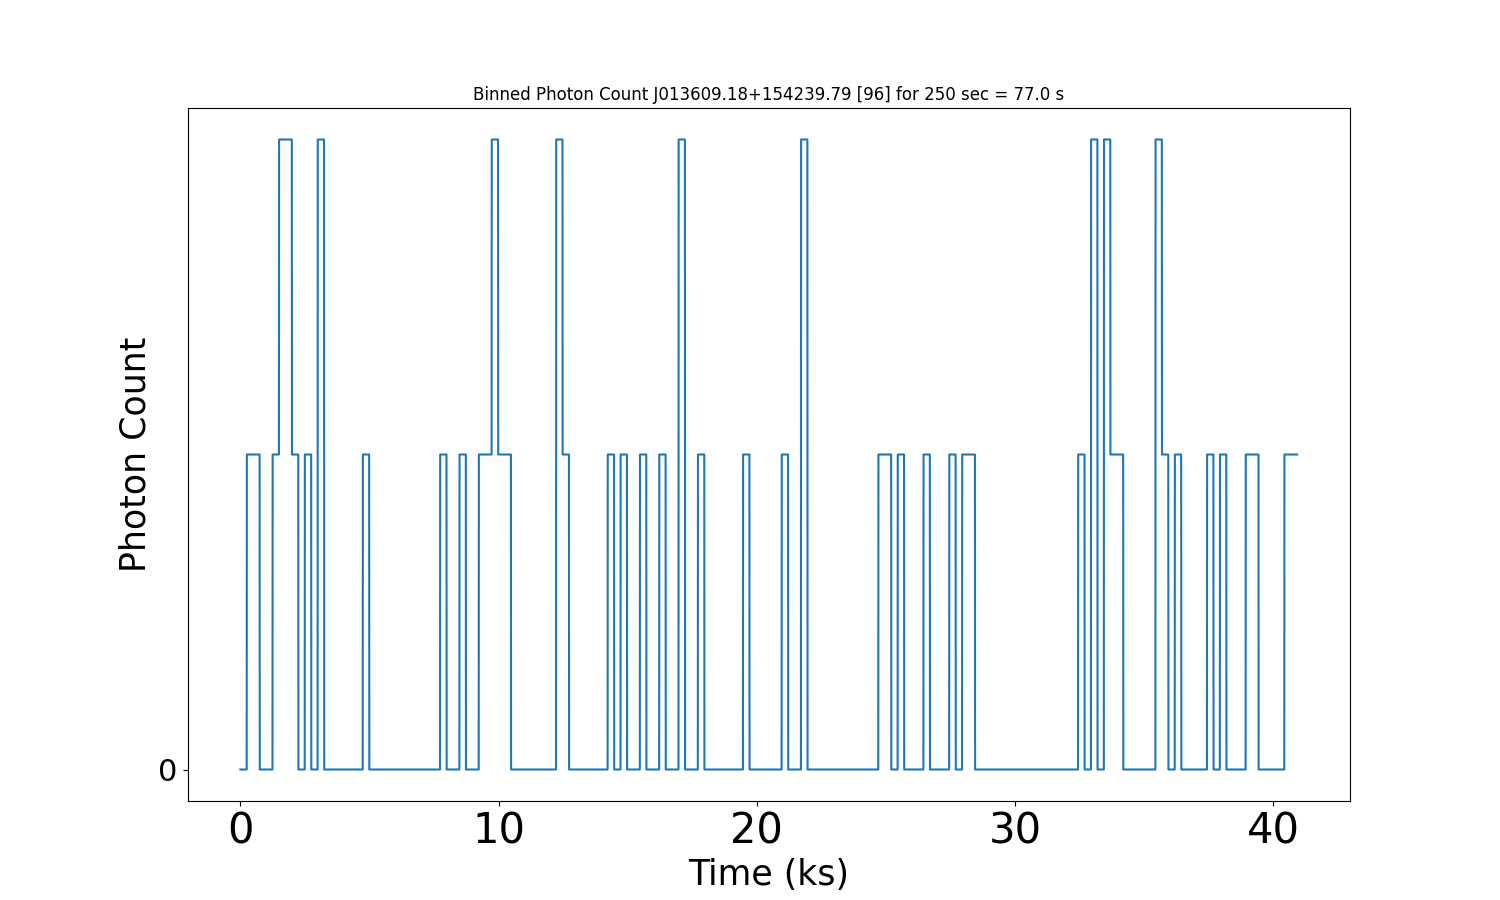 Binned Photon Count J013609.18+154239.79 [96] for 250 sec = 77.0 s
Photon Count
0
0 10 20 30 40
Time (ks)